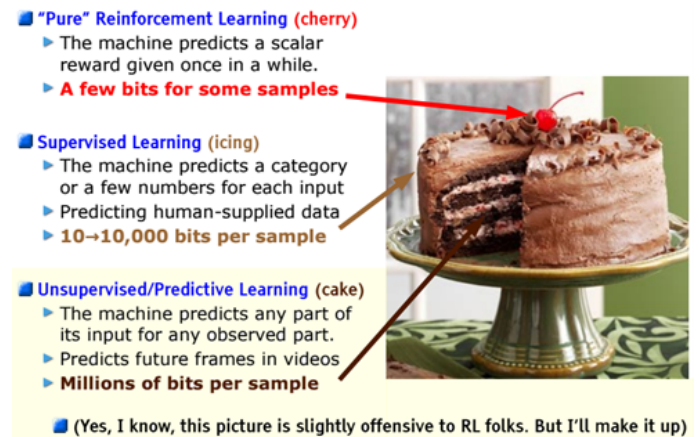 "Pure" Reinforcement Learning (cherry)
The machine predicts a scalar
reward given once in a while.
A few bits for some samples
Supervised Learning (icing)
The machine predicts a category
or a few numbers for each input
Predicting human-supplied data
10→10,000 bits per sample
Unsupervised/Predictive Learning (cake)
The machine predicts any part of
its input for any observed part.
Predicts future frames in videos
Millions of bits per sample
(Yes, I know, this picture is slightly offensive to RL folks. But I'll make it up)